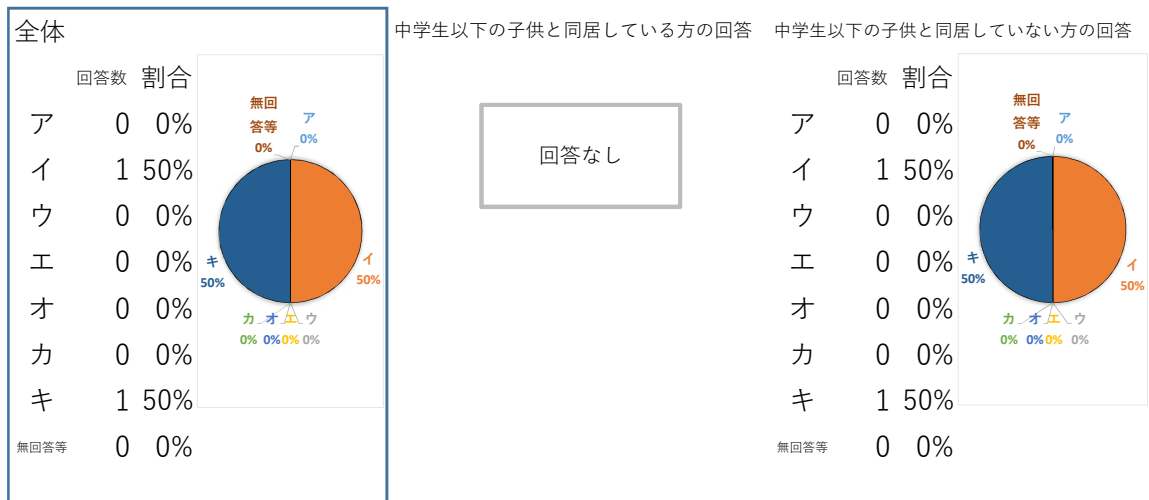 全体
回答数 割合
ア 0 0%
イ 1 50%
ウ 0 0%
エ 0 0%
オ 0 0%
カ 0 0%
キ 1 50%
無回答等 0 0%
無回
答等
0%
ア
0%
イ
50%
ウ
0%
エ
0%
オ
0%
カ
0%
キ
50%
中学生以下の子供と同居している方の回答
回答なし
中学生以下の子供と同居していない方の回答
回答数 割合
ア 0 0%
イ 1 50%
ウ 0 0%
エ 0 0%
オ 0 0%
カ 0 0%
キ 1 50%
無回答等 0 0%
無回
答等
0%
ア
0%
イ
50%
ウ
0%
エ
0%
オ
0%
カ
0%
キ
50%